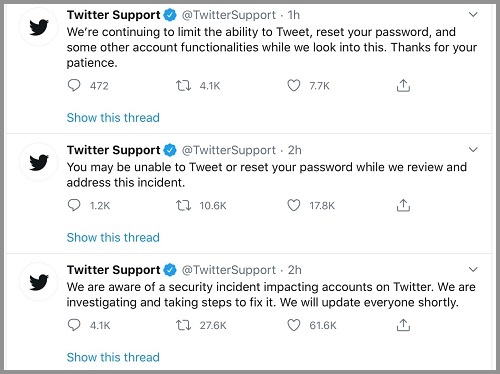 Twitter Support @TwitterSupport · 1h
We're continuing to limit the ability to Tweet, reset your password, and
some other account functionalities while we look into this. Thanks for your
patience.
472 4.1K 7.7K
Show this thread
Twitter Support @TwitterSupport · 2h
You may be unable to Tweet or reset your password while we review and
address this incident.
1.2K 10.6K 17.8K
Show this thread
Twitter Support @TwitterSupport · 2h
We are aware of a security incident impacting accounts on Twitter. We are
investigating and taking steps to fix it. We will update everyone shortly.
4.1K 27.6K 61.6K
Show this thread